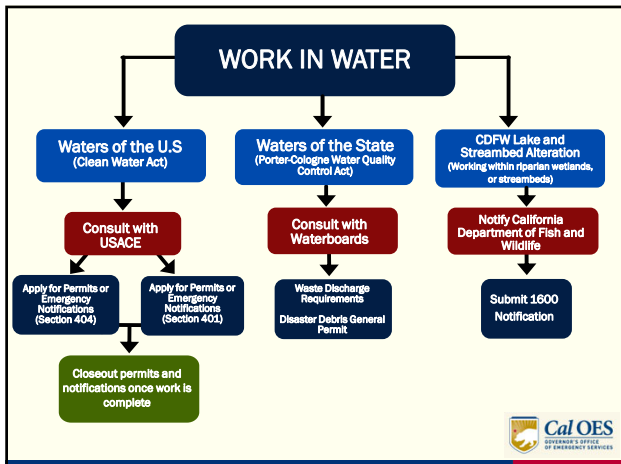 WORK IN WATER
Waters of the U.S
(Clean Water Act)
Waters of the State
(Porter-Cologne Water Quality
Control Act)
CDFW Lake and
Streambed Alteration
(Working within riparian wetlands,
or streambeds)
Consult with
USACE
Consult with
Waterboards
Notify California
Department of Fish and
Wildlife
Apply for Permits or
Emergency
Notifications
(Section 404)
Apply for Permits or
Emergency
Notifications
(Section 401)
Waste Discharge
Requirements
Disaster Debris General
Permit
Submit 1600
Notification
Closeout permits and
notifications once work is
complete
Cal OES
GOVERNOR'S OFFICE
OF EMERGENCY SERVICES